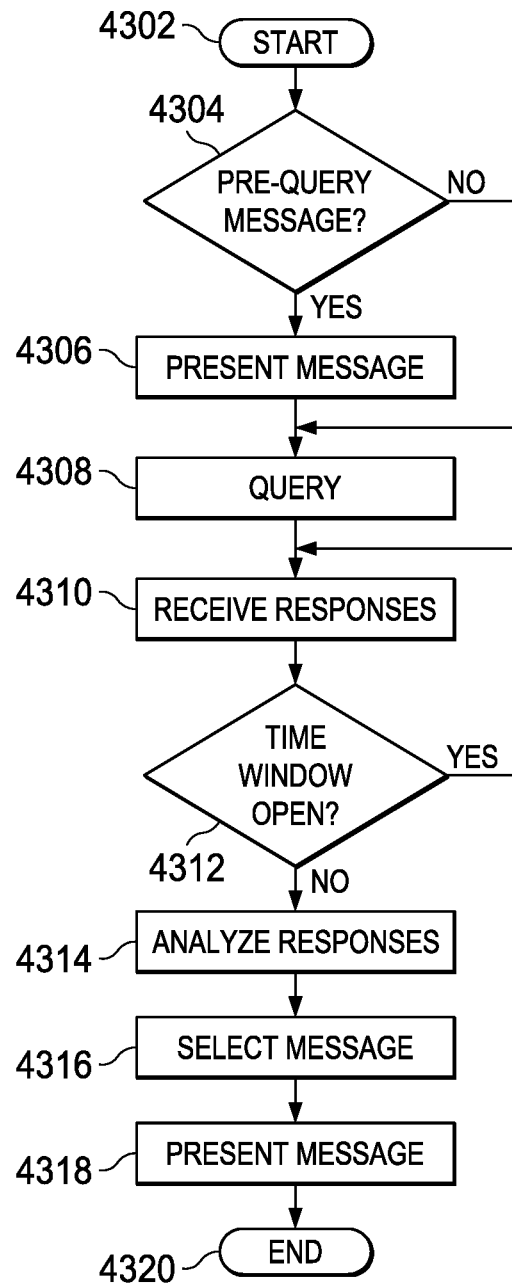 4302
START
4304
PRE-QUERY
MESSAGE?
NO
YES
4306
PRESENT MESSAGE
4308
QUERY
4310
RECEIVE RESPONSES
TIME
WINDOW
OPEN?
YES
4312
NO
4314
ANALYZE RESPONSES
4316
SELECT MESSAGE
4318
PRESENT MESSAGE
4320
END